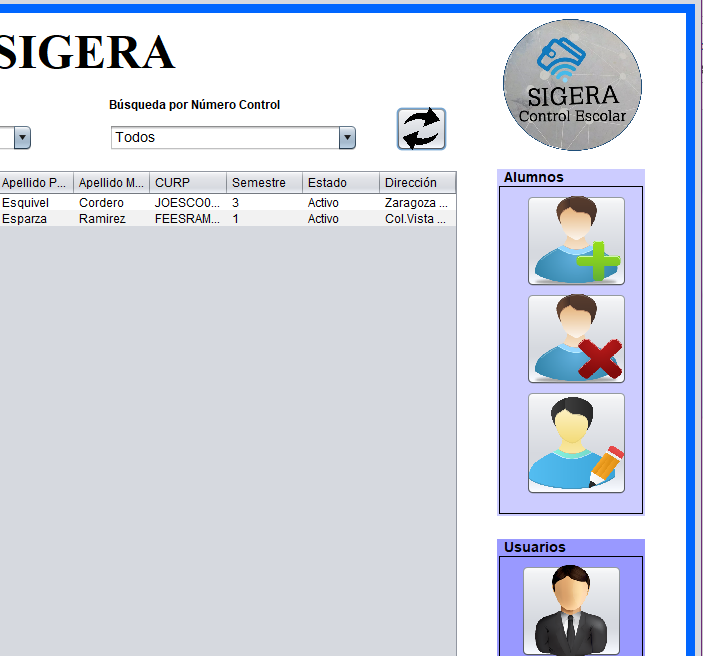 SIGERA
SIGERA
Control Escolar
Búsqueda por Número Control
Todos
Apellido P... Apellido M... CURP Semestre Estado Dirección
Esquivel Cordero JOESCO0... 3 Activo Zaragoza ...
Esparza Ramirez FEESRAM... 1 Activo Col.Vista ...
Alumnos
Usuarios